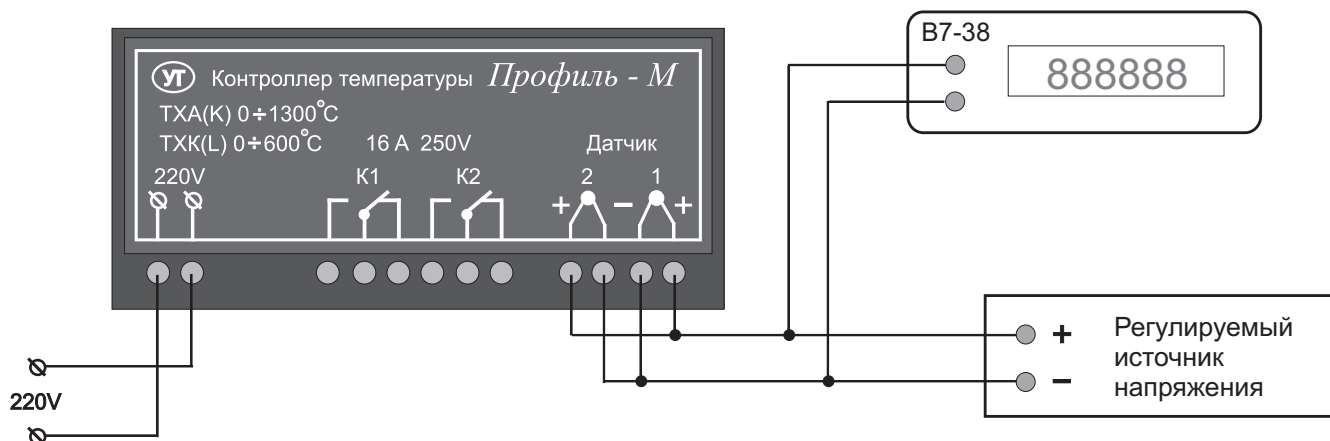 В7-38
888888
УТ Контроллер температуры Профиль - М
ТХА(К) 0÷1300°С
ТХК(L) 0÷600°С 16 А 250V Датчик
220V К1 К2 2 1
+ − +
220V
+ Регулируемый
источник
− напряжения